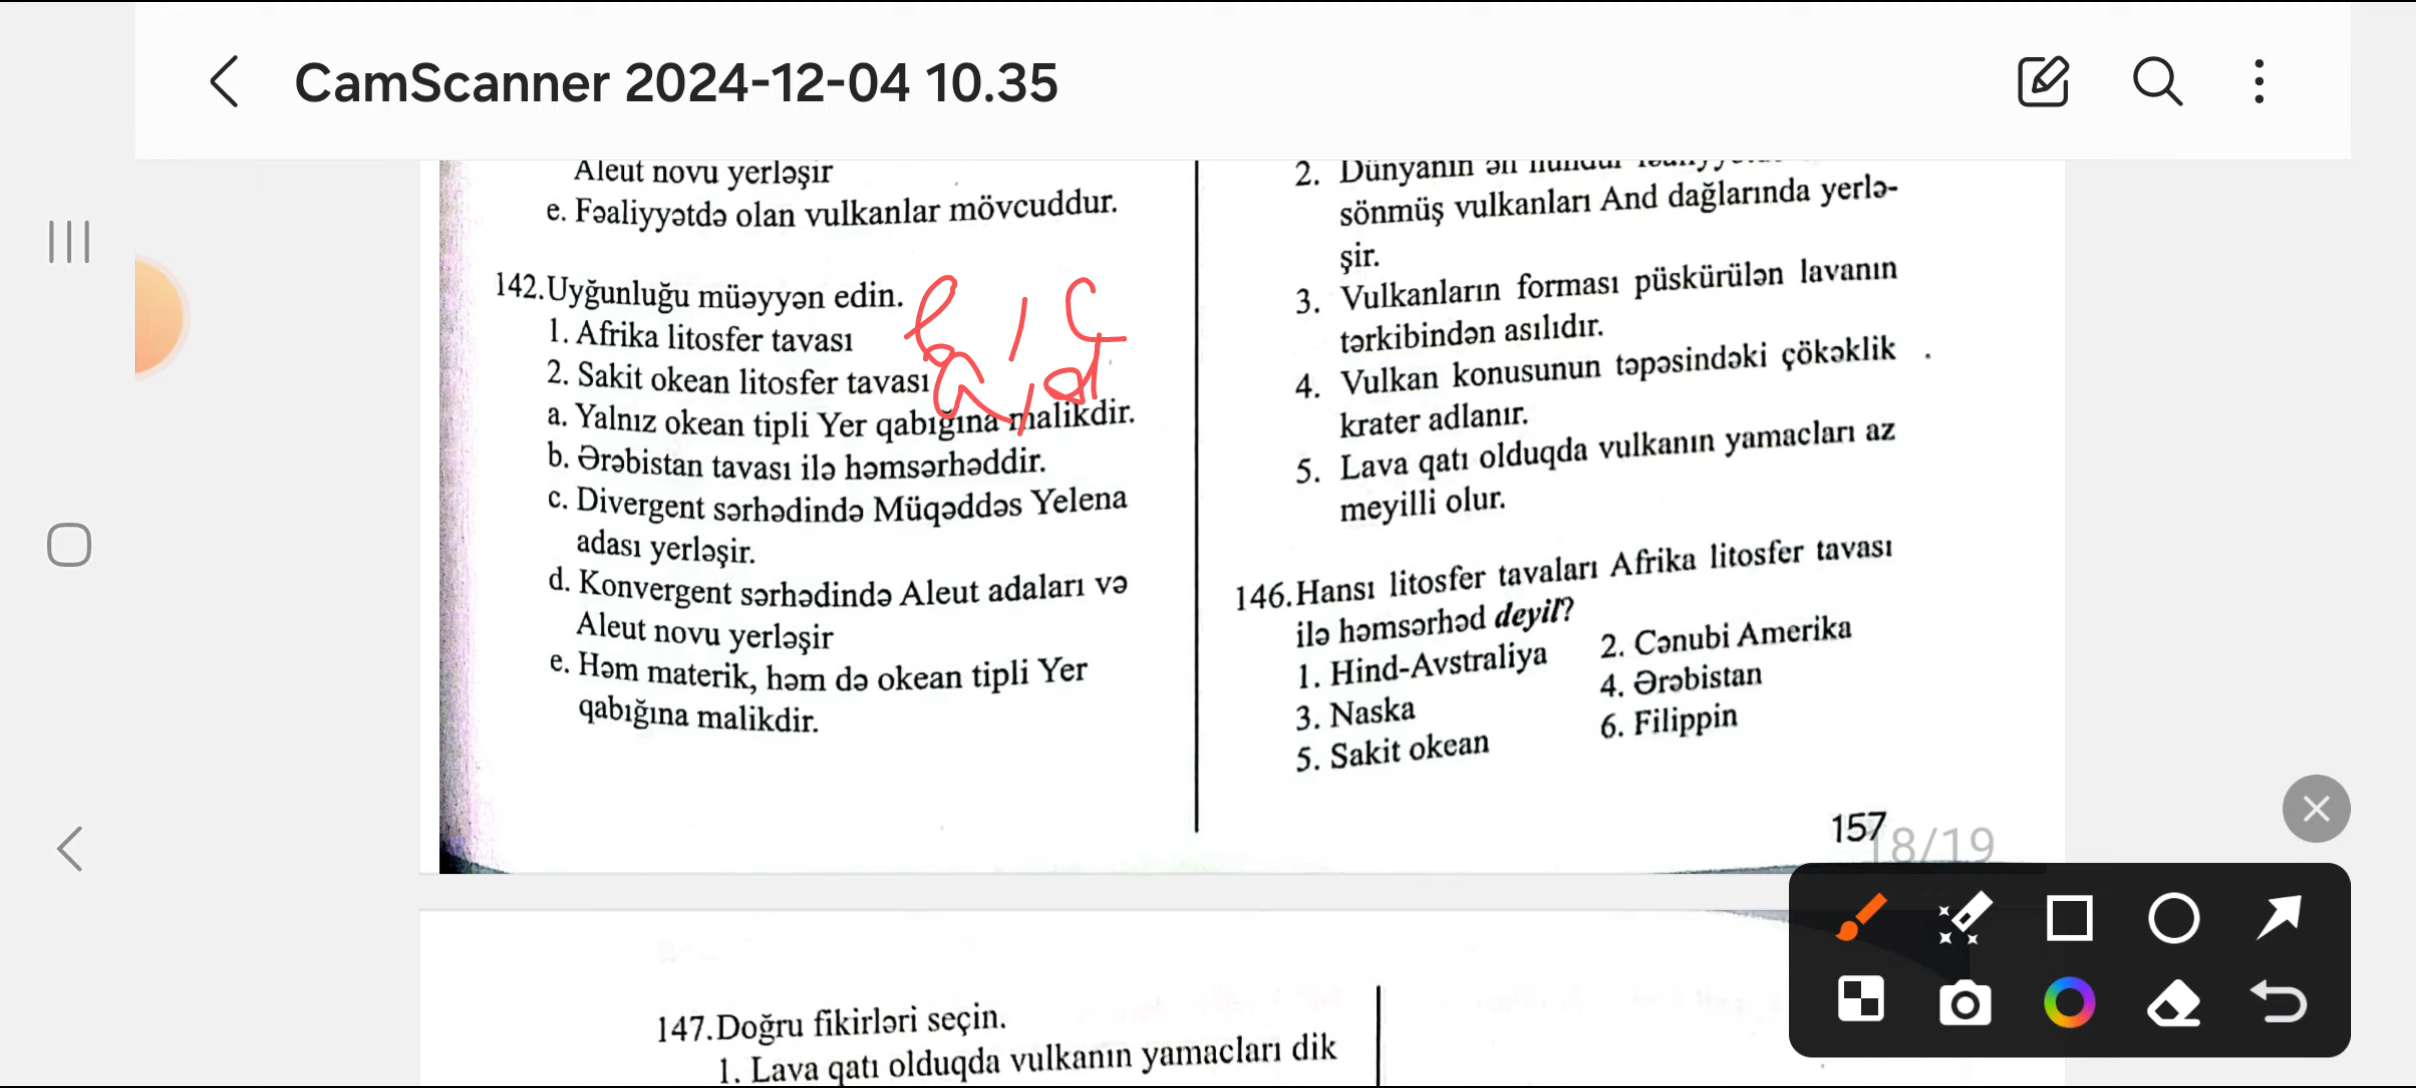 CamScanner 2024-12-04 10.35
Aleut novu yerləşir
e. Fəaliyyətdə olan vulkanlar mövcuddur.
142.Uyğunluğu müəyyən edin.
1. Afrika litosfer tavası
b, c
2. Sakit okean litosfer tavası
a, d
a. Yalnız okean tipli Yer qabığına malikdir.
b. Ərəbistan tavası ilə həmsərhəddir.
c. Divergent sərhədində Müqəddəs Yelena
adası yerləşir.
d. Konvergent sərhədində Aleut adaları və
Aleut novu yerləşir
e. Həm materik, həm də okean tipli Yer
qabığına malikdir.
2. Dünyanın ən hündür
sönmüş vulkanları And dağlarında yerlə-
şir.
3. Vulkanların forması püskürülən lavanın
tərkibindən asılıdır.
4. Vulkan konusunun təpəsindəki çökəklik
krater adlanır.
5. Lava qatı olduqda vulkanın yamacları az
meyilli olur.
146.Hansı litosfer tavaları Afrika litosfer tavası
ilə həmsərhəd deyil?
1. Hind-Avstraliya 2. Cənubi Amerika
3. Naska 4. Ərəbistan
5. Sakit okean 6. Filippin
157
18/19
147.Doğru fikirləri seçin.
1. Lava qatı olduqda vulkanın yamacları dik